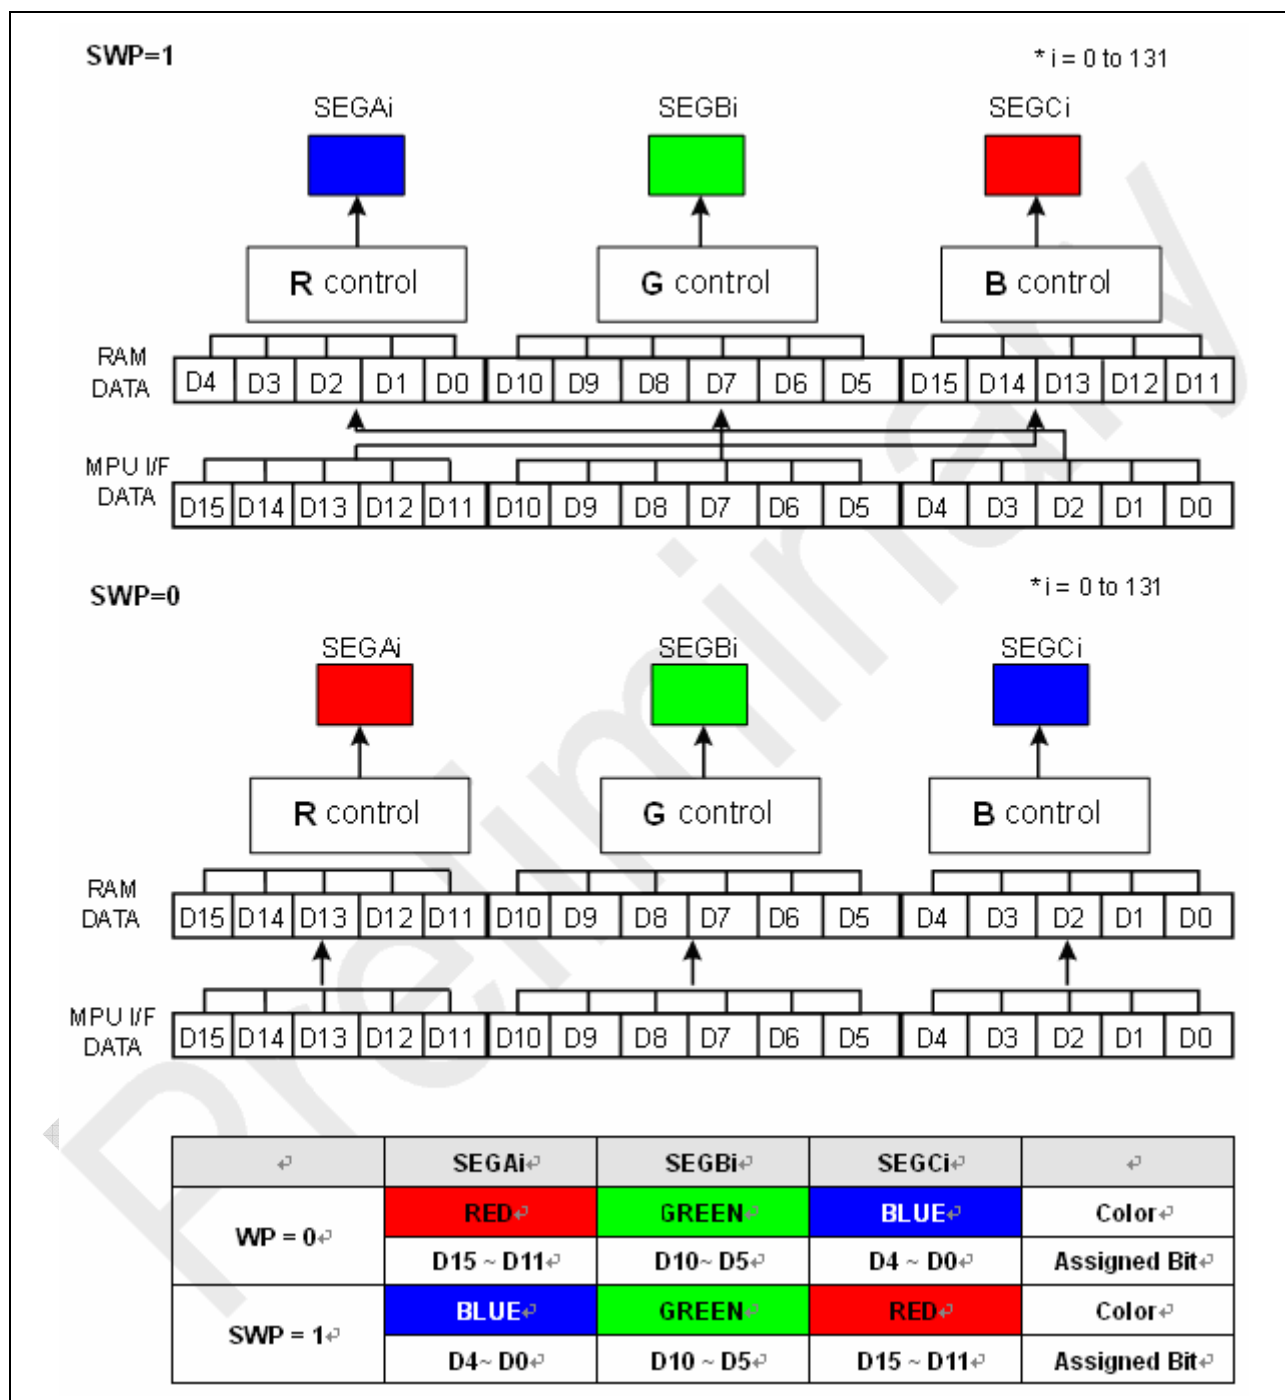 SWP=1
* i = 0 to 131
SEGAi SEGBi SEGCi
R control G control B control
RAM DATA D4 D3 D2 D1 D0 D10 D9 D8 D7 D6 D5 D15 D14 D13 D12 D11
MPU I/F DATA D15 D14 D13 D12 D11 D10 D9 D8 D7 D6 D5 D4 D3 D2 D1 D0
SWP=0
* i = 0 to 131
SEGAi SEGBi SEGCi
R control G control B control
RAM DATA D15 D14 D13 D12 D11 D10 D9 D8 D7 D6 D5 D4 D3 D2 D1 D0
MPU I/F DATA D15 D14 D13 D12 D11 D10 D9 D8 D7 D6 D5 D4 D3 D2 D1 D0
SEGAi SEGBi SEGCi
WP = 0 RED GREEN BLUE Color
D15 ~ D11 D10~ D5 D4 ~ D0 Assigned Bit
SWP = 1 BLUE GREEN RED Color
D4~ D0 D10 ~ D5 D15 ~ D11 Assigned Bit
Preliminary